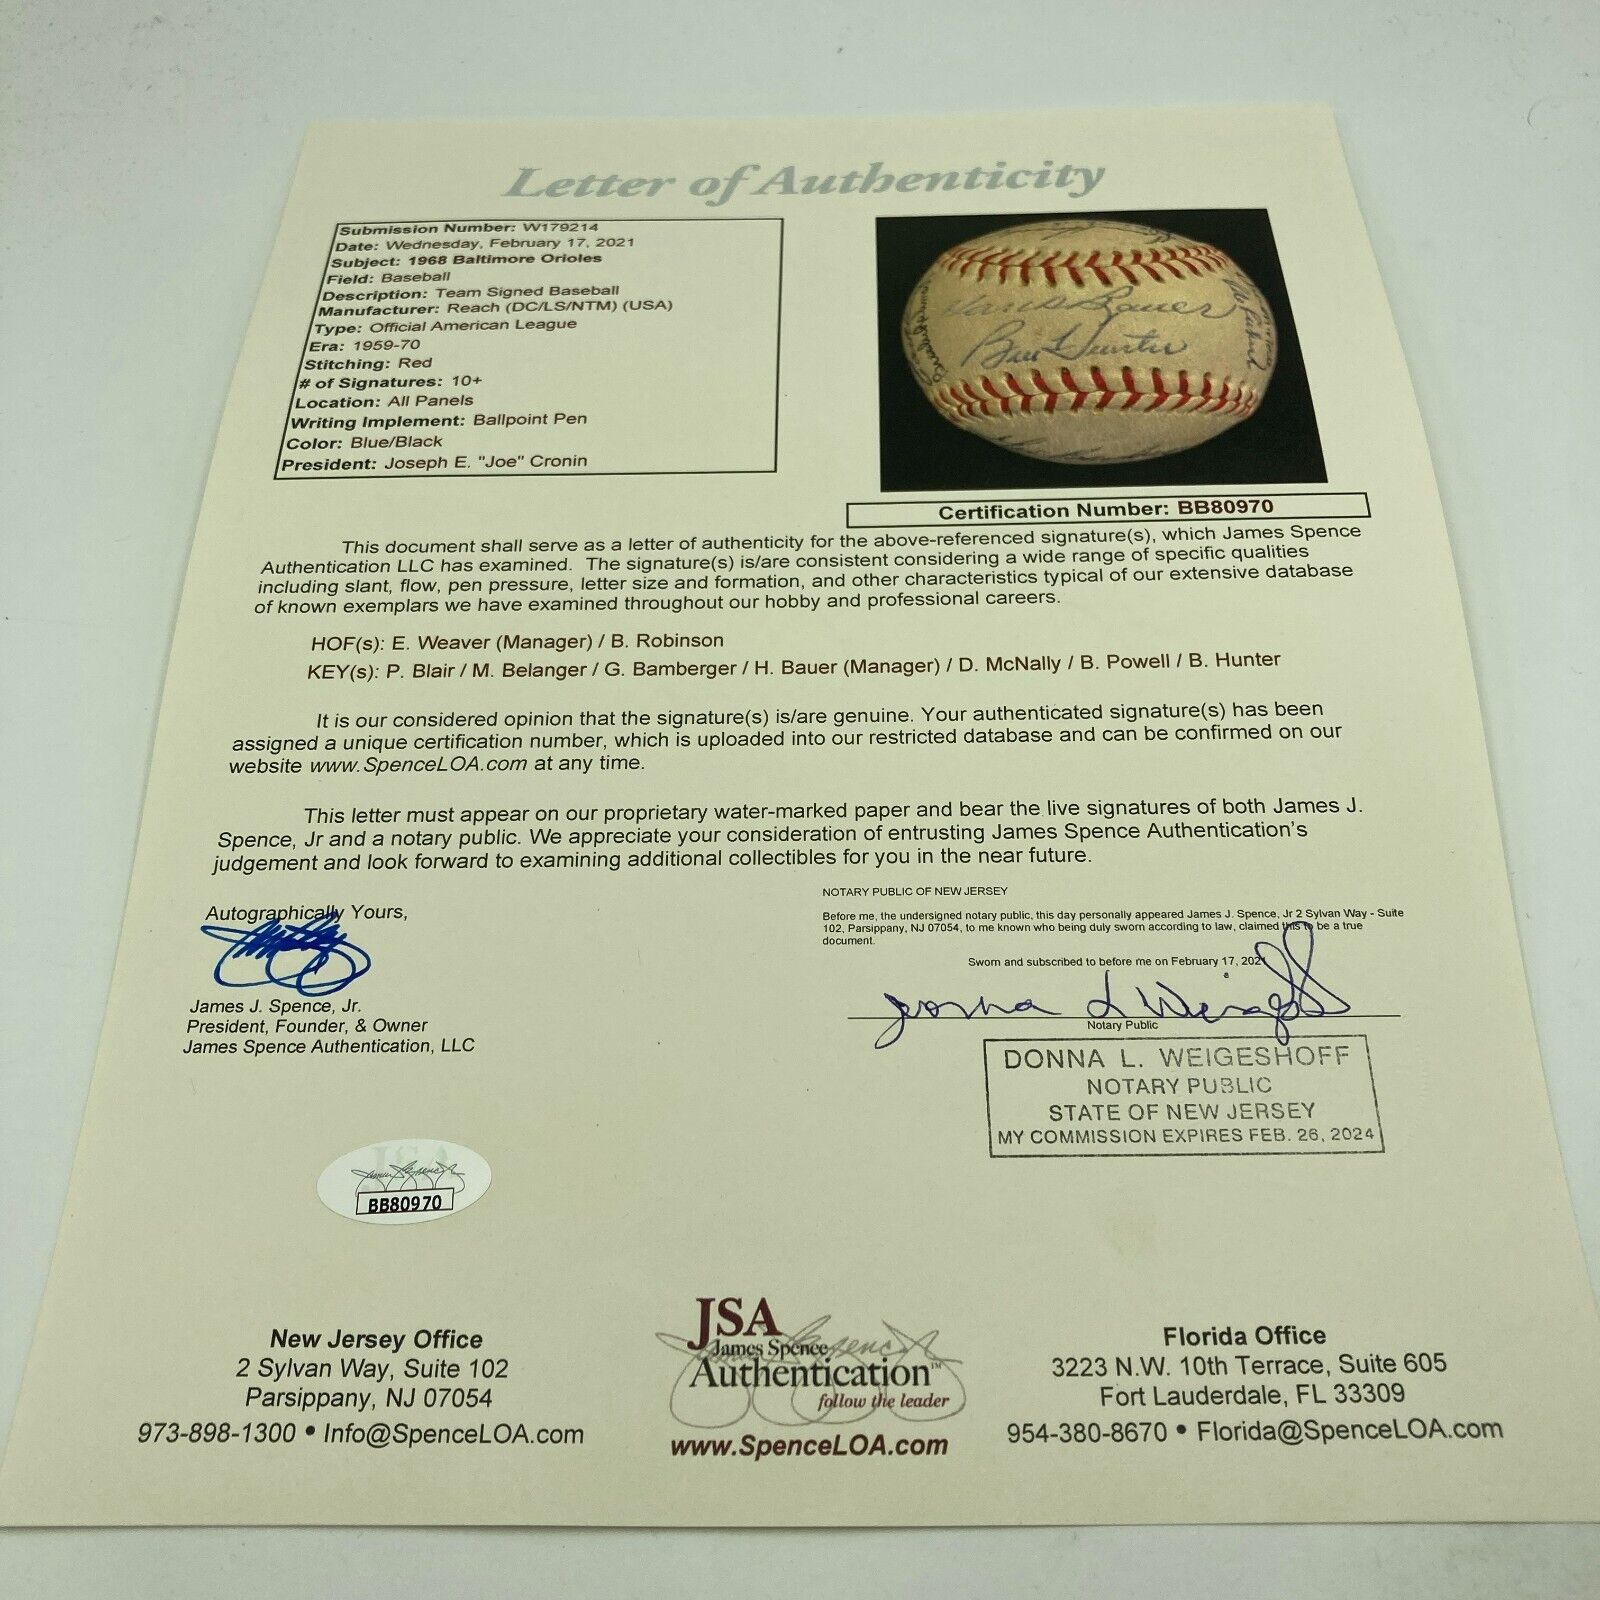 Letter of Authenticity
Submission Number: W179214
Date: Wednesday, February 17, 2021
Subject: 1968 Baltimore Orioles
Field: Baseball
Description: Team Signed Baseball
Manufacturer: Reach (DC/LS/NTM) (USA)
Type: Official American League
Era: 1959-70
Stitching: Red
# of Signatures: 10+
Location: All Panels
Writing Implement: Ballpoint Pen
Color: Blue/Black
President: Joseph E. "Joe" Cronin
Hank Bauer
Bill Hunter
Certification Number: BB80970
This document shall serve as a letter of authenticity for the above-referenced signature(s), which James Spence
Authentication LLC has examined. The signature(s) is/are consistent considering a wide range of specific qualities
including slant, flow, pen pressure, letter size and formation, and other characteristics typical of our extensive database
of known exemplars we have examined throughout our hobby and professional careers.
HOF(s): E. Weaver (Manager) / B. Robinson
KEY(s): P. Blair / M. Belanger / G. Bamberger / H. Bauer (Manager) / D. McNally / B. Powell / B. Hunter
It is our considered opinion that the signature(s) is/are genuine. Your authenticated signature(s) has been
assigned a unique certification number, which is uploaded into our restricted database and can be confirmed on our
website www.SpenceLOA.com at any time.
This letter must appear on our proprietary water-marked paper and bear the live signatures of both James J.
Spence, Jr and a notary public. We appreciate your consideration of entrusting James Spence Authentication's
judgement and look forward to examining additional collectibles for you in the near future.
Autographically Yours,
James J. Spence, Jr.
President, Founder, & Owner
James Spence Authentication, LLC
NOTARY PUBLIC OF NEW JERSEY
Before me, the undersigned notary public, this day personally appeared James J. Spence, Jr 2 Sylvan Way - Suite
102, Parsippany, NJ 07054, to me known who being duly sworn according to law, claimed this to be a true
document.
Sworn and subscribed to before me on February 17, 2021
Donna L Weigeshoff
Notary Public
DONNA L. WEIGESHOFF
NOTARY PUBLIC
STATE OF NEW JERSEY
MY COMMISSION EXPIRES FEB. 26, 2024
JSA
BB80970
New Jersey Office
2 Sylvan Way, Suite 102
Parsippany, NJ 07054
973-898-1300 • Info@SpenceLOA.com
JSA
James Spence
Authentication™
follow the leader
www.SpenceLOA.com
Florida Office
3223 N.W. 10th Terrace, Suite 605
Fort Lauderdale, FL 33309
954-380-8670 • Florida@SpenceLOA.com